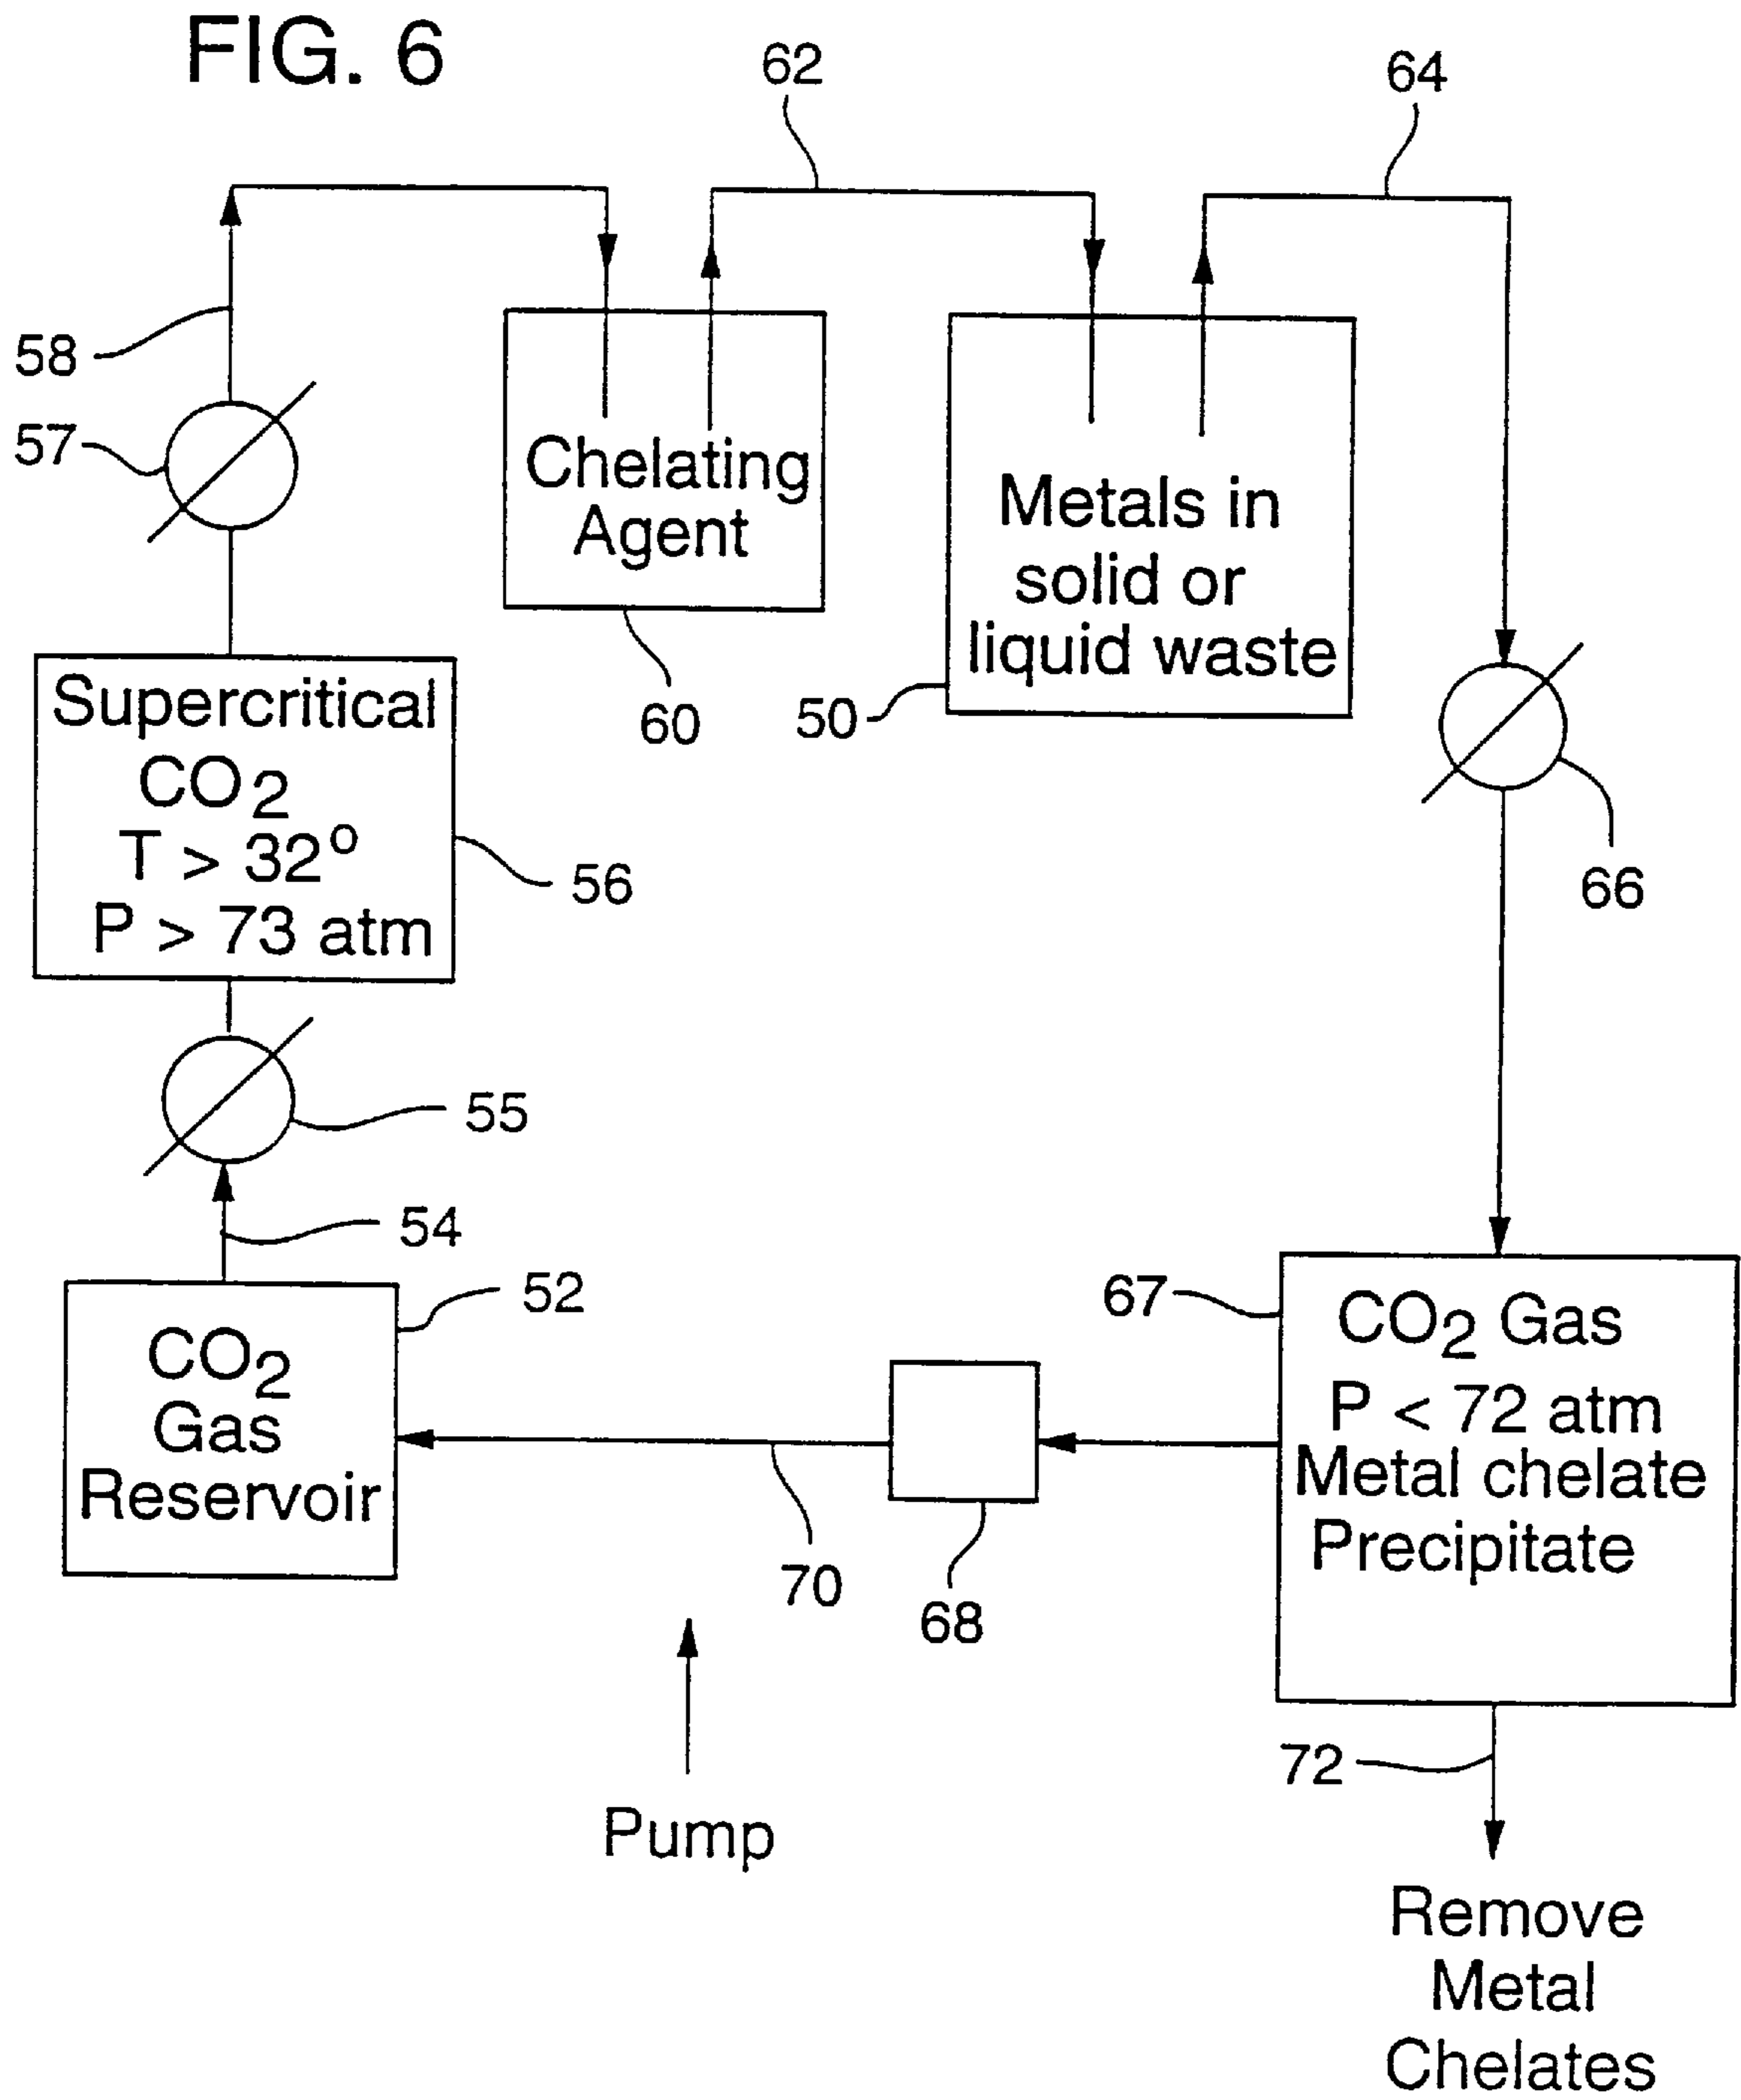 FIG. 6
62
64
58
57
Chelating
Agent
60
Metals in
solid or
liquid waste
50
Supercritical
CO2
T > 32°
P > 73 atm
56
66
55
54
52
CO2
Gas
Reservoir
67
CO2 Gas
P < 72 atm
Metal chelate
Precipitate
70
68
72
Pump
Remove
Metal
Chelates